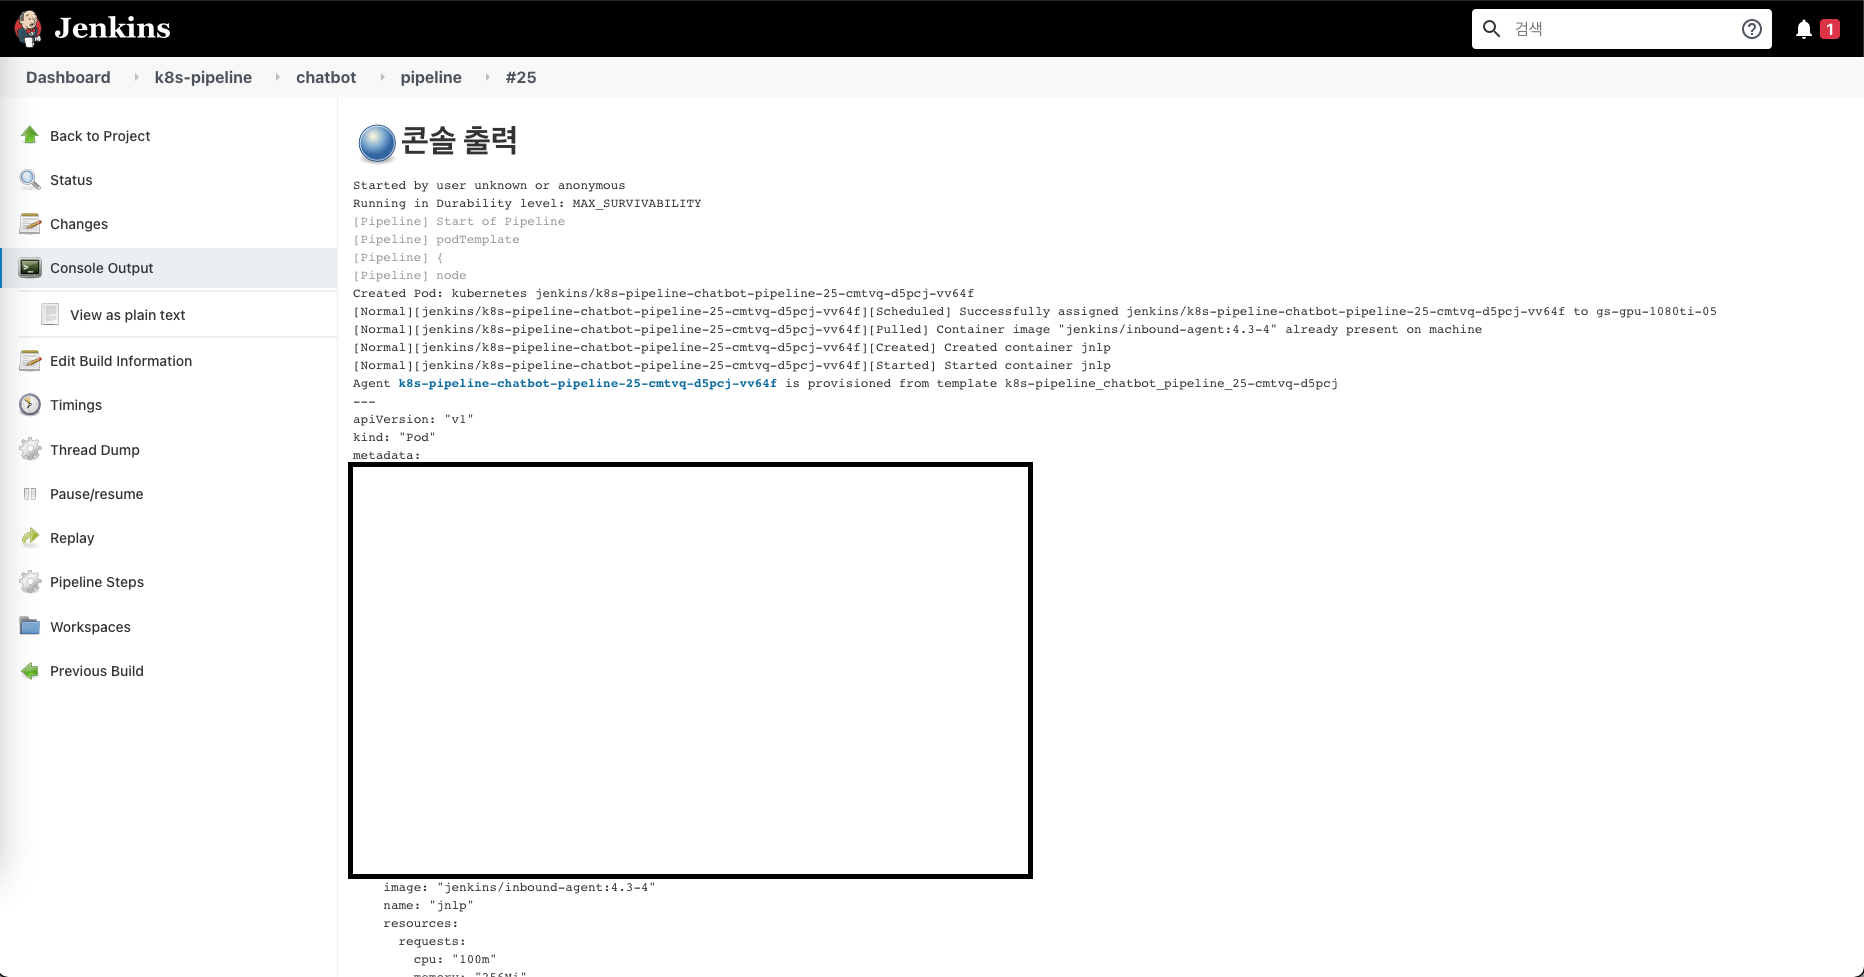 Jenkins
검색
1
Dashboard
k8s-pipeline
chatbot
pipeline
#25
Back to Project
Status
Changes
Console Output
View as plain text
Edit Build Information
Timings
Thread Dump
Pause/resume
Replay
Pipeline Steps
Workspaces
Previous Build
콘솔 출력
Started by user unknown or anonymous
Running in Durability level: MAX_SURVIVABILITY
[Pipeline] Start of Pipeline
[Pipeline] podTemplate
[Pipeline] {
[Pipeline] node
Created Pod: kubernetes jenkins/k8s-pipeline-chatbot-pipeline-25-cmtvq-d5pcj-vv64f
[Normal][jenkins/k8s-pipeline-chatbot-pipeline-25-cmtvq-d5pcj-vv64f][Scheduled] Successfully assigned jenkins/k8s-pipeline-chatbot-pipeline-25-cmtvq-d5pcj-vv64f to gs-gpu-1080ti-05
[Normal][jenkins/k8s-pipeline-chatbot-pipeline-25-cmtvq-d5pcj-vv64f][Pulled] Container image "jenkins/inbound-agent:4.3-4" already present on machine
[Normal][jenkins/k8s-pipeline-chatbot-pipeline-25-cmtvq-d5pcj-vv64f][Created] Created container jnlp
[Normal][jenkins/k8s-pipeline-chatbot-pipeline-25-cmtvq-d5pcj-vv64f][Started] Started container jnlp
Agent k8s-pipeline-chatbot-pipeline-25-cmtvq-d5pcj-vv64f is provisioned from template k8s-pipeline_chatbot_pipeline_25-cmtvq-d5pcj
---
apiVersion: "v1"
kind: "Pod"
metadata:
image: "jenkins/inbound-agent:4.3-4"
name: "jnlp"
resources:
requests:
cpu: "100m"
memory: "256Mi"